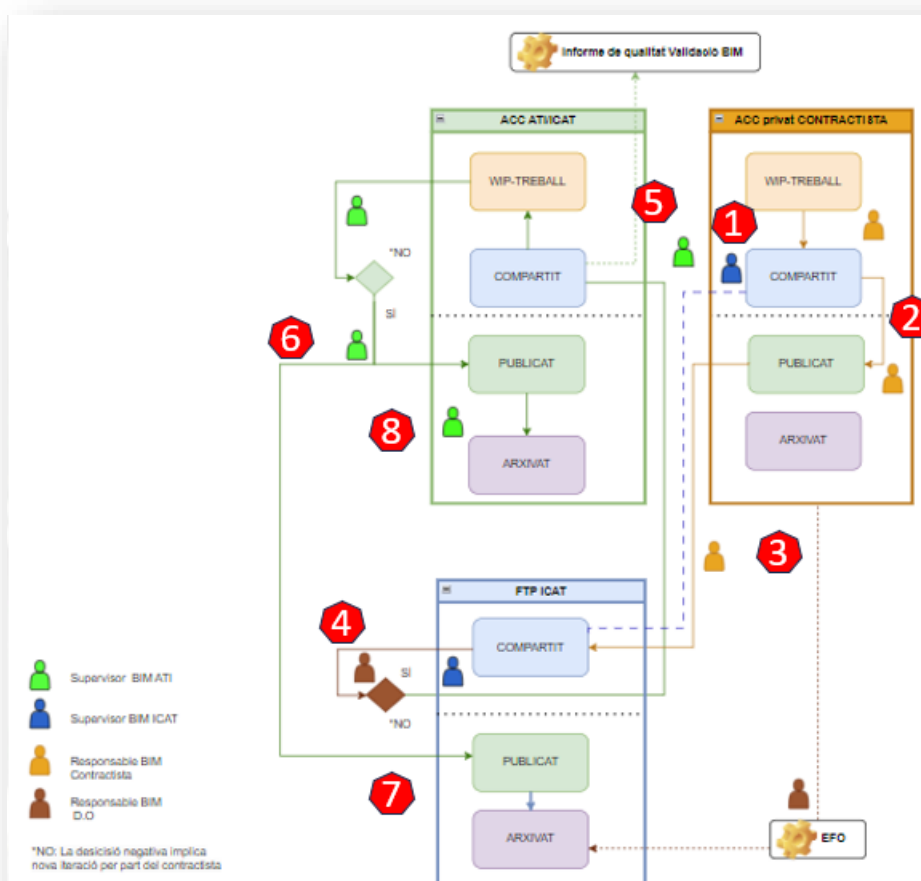 Informe de qualitat Validació BIM
ACC ATI/ICAT
ACC privat CONTRACTISTA
WIP-TREBALL
WIP-TREBALL
5
1
*NO
COMPARTIT
COMPARTIT
2
SÍ
6
PUBLICAT
PUBLICAT
8
ARXIVAT
ARXIVAT
3
FTP ICAT
4
COMPARTIT
SÍ
*NO
Supervisor BIM ATI
Supervisor BIM ICAT
Responsable BIM
Contractista
Responsable BIM
D.O
PUBLICAT
7
ARXIVAT
EFO
*NO: La desicisió negativa implica
nova iteració per part del contractista